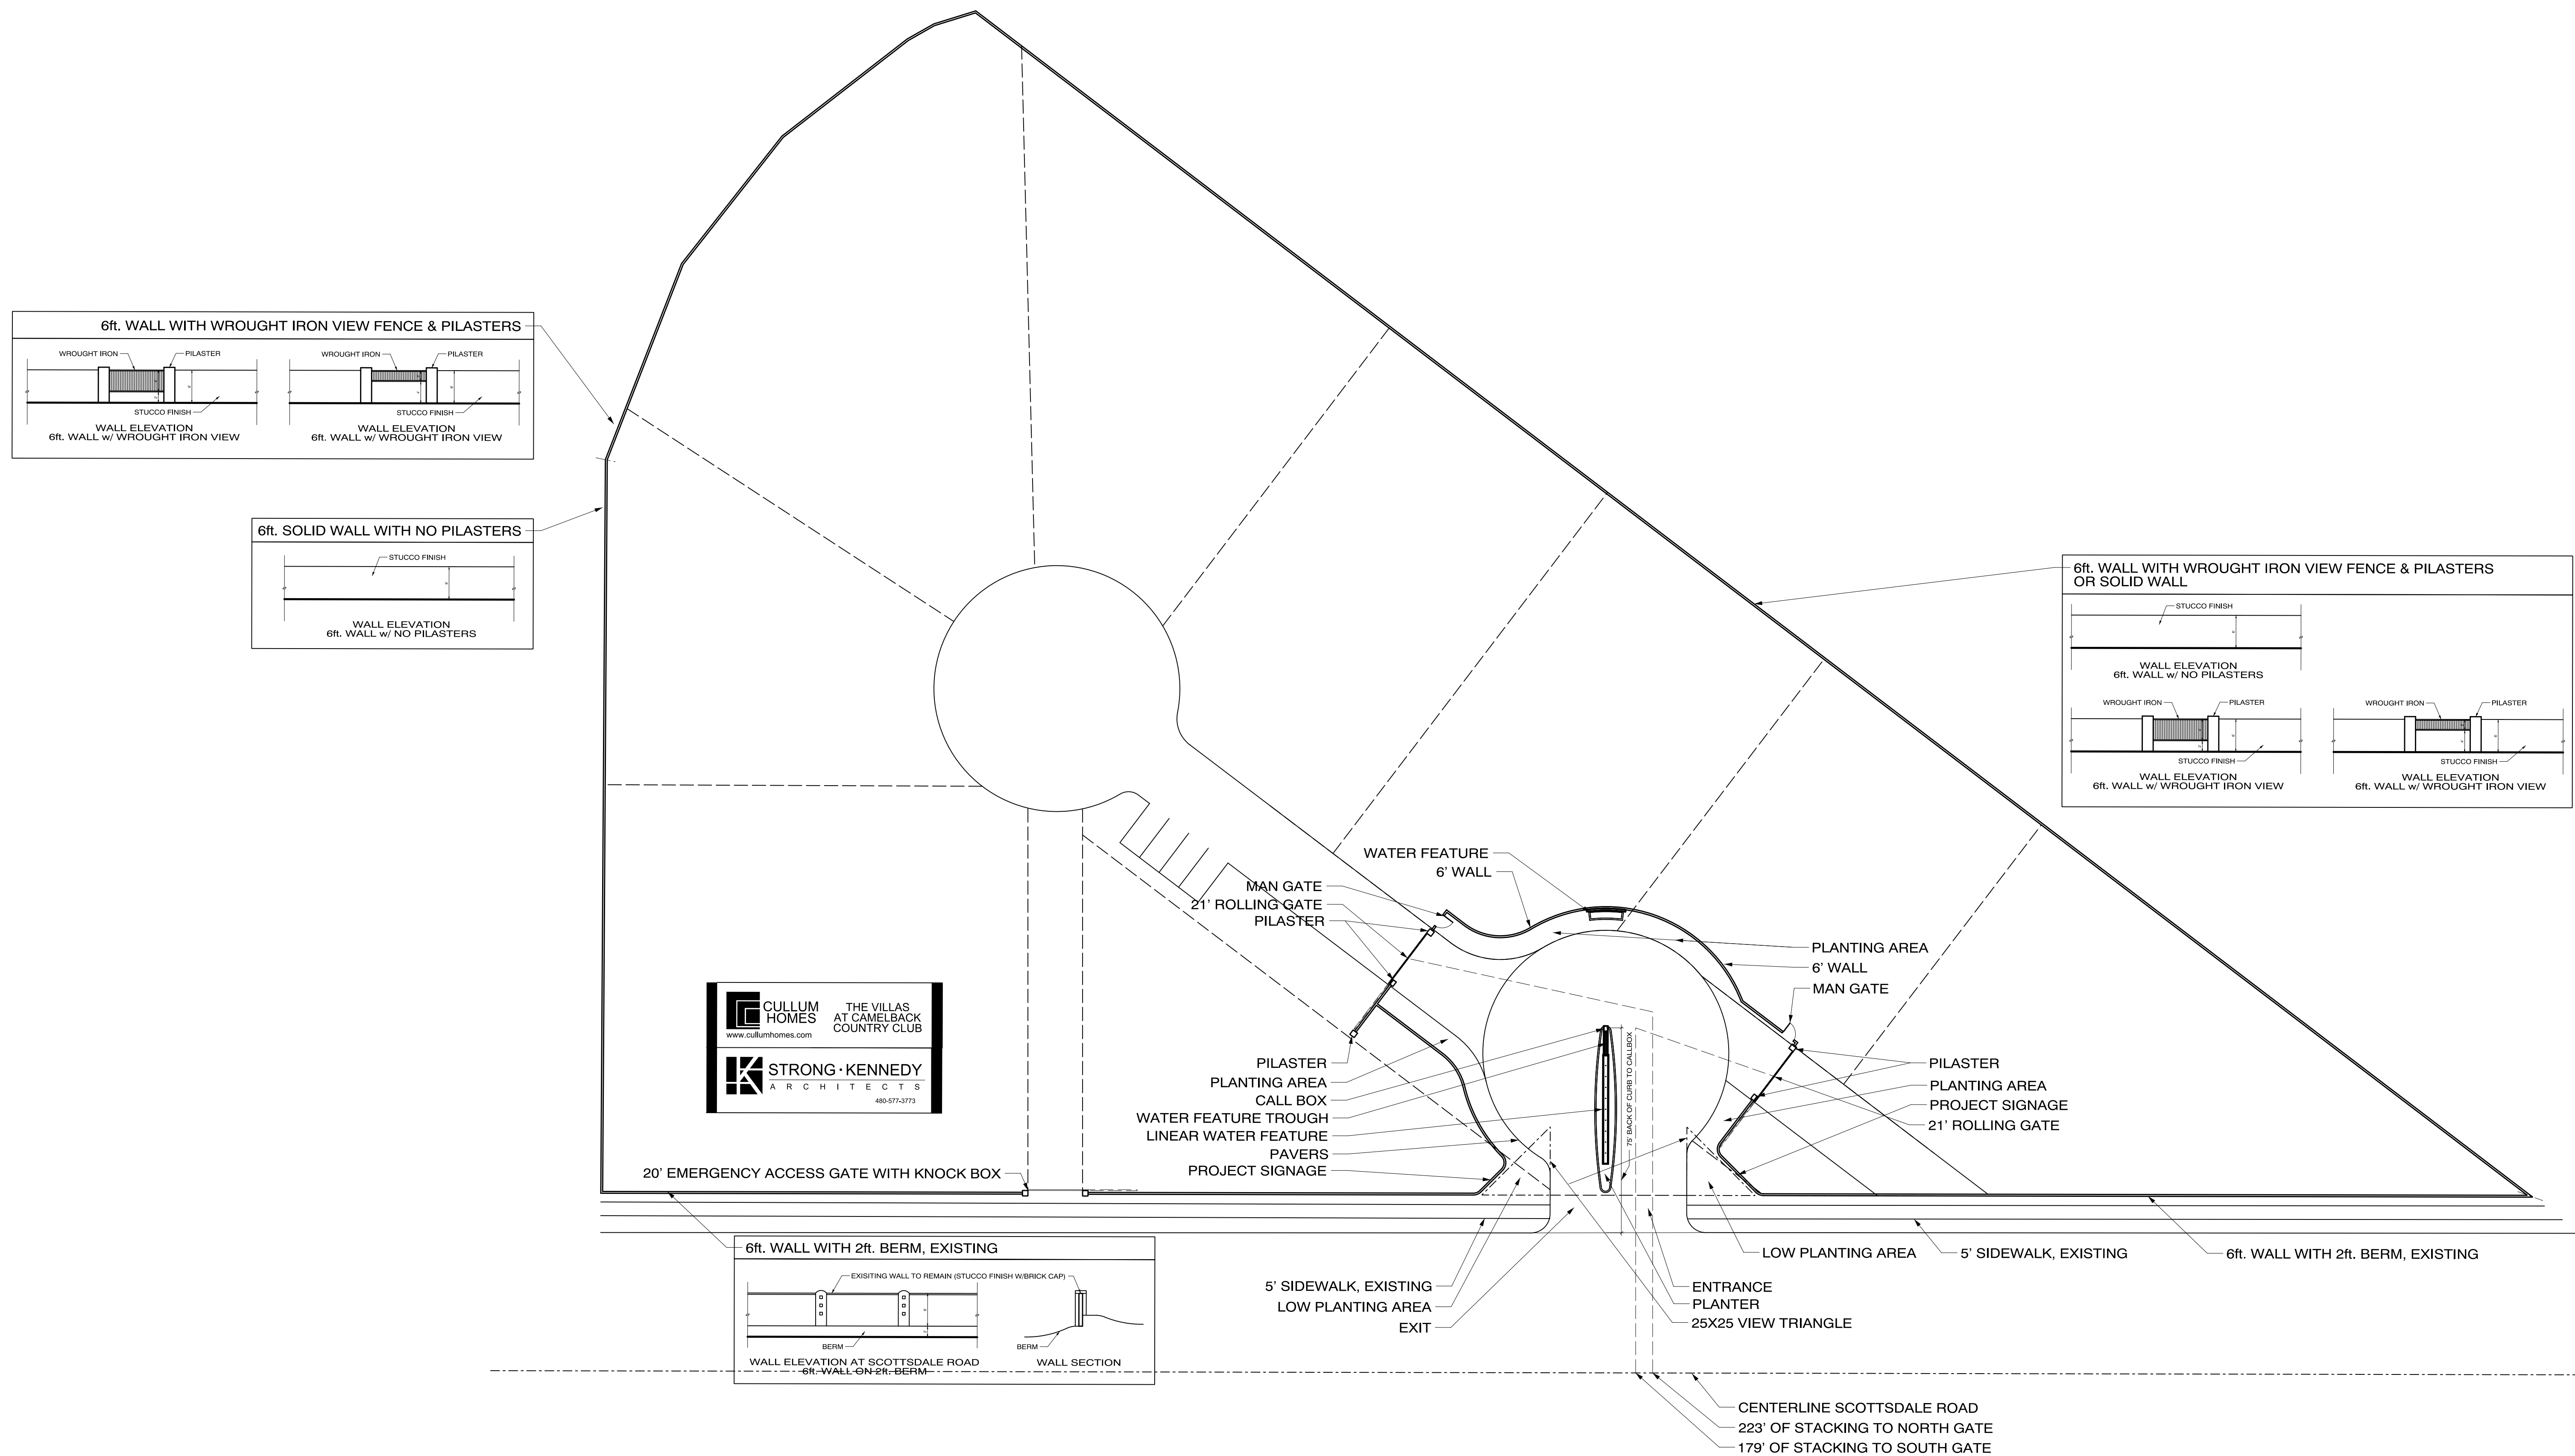 6ft. WALL WITH WROUGHT IRON VIEW FENCE & PILASTERS
WROUGHT IRON
PILASTER
STUCCO FINISH
WALL ELEVATION
6ft. WALL w/ WROUGHT IRON VIEW
WROUGHT IRON
PILASTER
STUCCO FINISH
WALL ELEVATION
6ft. WALL w/ WROUGHT IRON VIEW
6ft. SOLID WALL WITH NO PILASTERS
STUCCO FINISH
WALL ELEVATION
6ft. WALL w/ NO PILASTERS
6ft. WALL WITH WROUGHT IRON VIEW FENCE & PILASTERS
OR SOLID WALL
STUCCO FINISH
WALL ELEVATION
6ft. WALL w/ NO PILASTERS
WROUGHT IRON
PILASTER
STUCCO FINISH
WALL ELEVATION
6ft. WALL w/ WROUGHT IRON VIEW
WROUGHT IRON
PILASTER
STUCCO FINISH
WALL ELEVATION
6ft. WALL w/ WROUGHT IRON VIEW
WATER FEATURE
6' WALL
MAN GATE
21' ROLLING GATE
PILASTER
PLANTING AREA
6' WALL
MAN GATE
CULLUM
HOMES
www.cullumhomes.com
THE VILLAS
AT CAMELBACK
COUNTRY CLUB
STRONG·KENNEDY
ARCHITECTS
480-577-3773
PILASTER
PLANTING AREA
CALL BOX
WATER FEATURE TROUGH
LINEAR WATER FEATURE
PAVERS
PROJECT SIGNAGE
75' BACK OF CURB TO CALLBOX
PILASTER
PLANTING AREA
PROJECT SIGNAGE
21' ROLLING GATE
20' EMERGENCY ACCESS GATE WITH KNOCK BOX
6ft. WALL WITH 2ft. BERM, EXISTING
EXISITING WALL TO REMAIN (STUCCO FINISH W/BRICK CAP)
BERM
WALL ELEVATION AT SCOTTSDALE ROAD
6ft. WALL ON 2ft. BERM
BERM
WALL SECTION
5' SIDEWALK, EXISTING
LOW PLANTING AREA
EXIT
LOW PLANTING AREA
5' SIDEWALK, EXISTING
6ft. WALL WITH 2ft. BERM, EXISTING
ENTRANCE
PLANTER
25X25 VIEW TRIANGLE
CENTERLINE SCOTTSDALE ROAD
223' OF STACKING TO NORTH GATE
179' OF STACKING TO SOUTH GATE